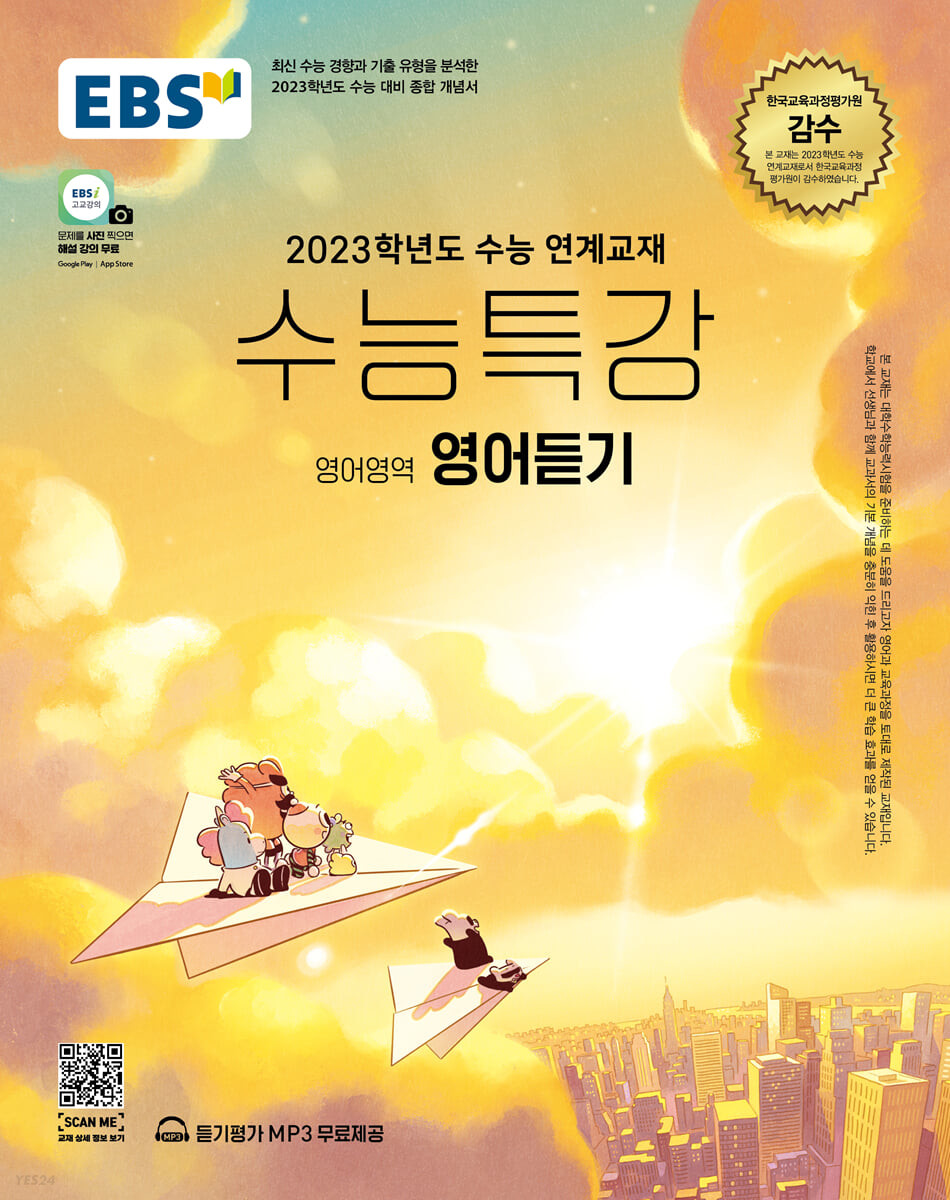 EBS
최신 수능 경향과 기출 유형을 분석한
2023학년도 수능 대비 종합 개념서
한국교육과정평가원
감수
본 교재는 2023학년도 수능
연계교재로서 한국교육과정
평가원이 감수하였습니다.
EBSi
고교강의
문제를 사진 찍으면
해설 강의 무료
Google Play | App Store
2023학년도 수능 연계교재
수능특강
영어영역 영어듣기
본 교재는 대학수학능력시험을 준비하는 데 도움을 드리고자 영어과 교육과정을 토대로 제작된 교재입니다.
학교에서 선생님과 함께 교과서의 기본 개념을 충분히 익힌 후 활용하시면 더 큰 학습 효과를 얻을 수 있습니다.
SCAN ME
교재 상세 정보 보기
MP3
듣기평가 MP3 무료제공
YES24